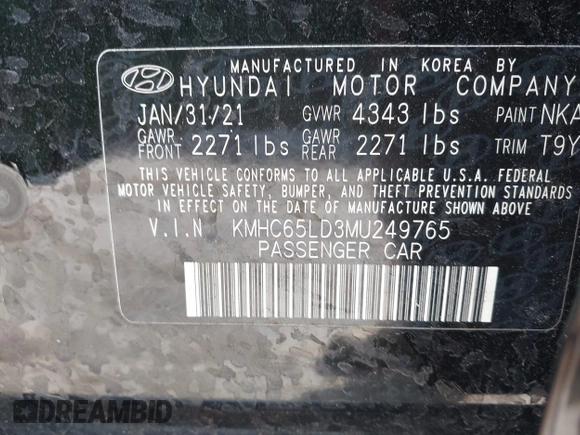 MANUFACTURED IN KOREA BY
HYUNDAI MOTOR COMPANY
JAN/31/21 GVWR 4343 lbs PAINT NKA
GAWR FRONT 2271 lbs GAWR REAR 2271 lbs TRIM T9Y
THIS VEHICLE CONFORMS TO ALL APPLICABLE U.S.A. FEDERAL
MOTOR VEHICLE SAFETY, BUMPER, AND THEFT PREVENTION STANDARDS
IN EFFECT ON THE DATE OF MANUFACTURE SHOWN ABOVE.
V.I.N KMHC65LD3MU249765
PASSENGER CAR
DREAMBID